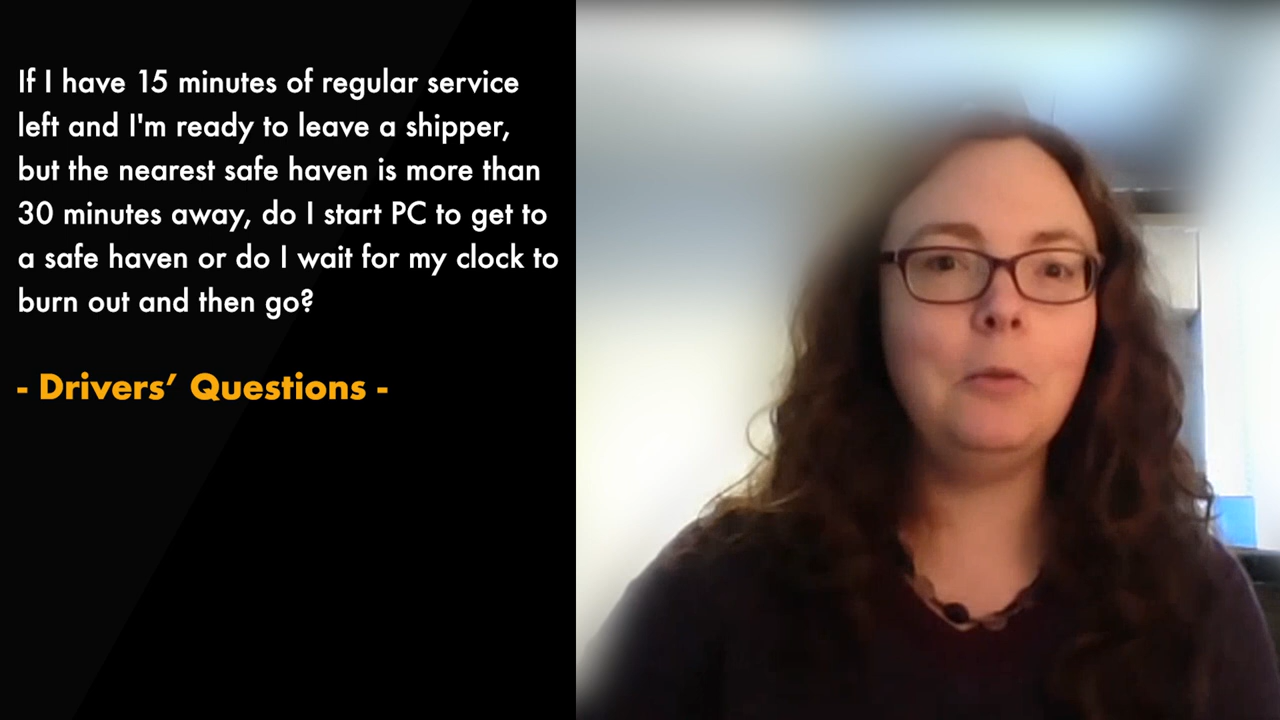 If I have 15 minutes of regular service
left and I'm ready to leave a shipper,
but the nearest safe haven is more than
30 minutes away, do I start PC to get to
a safe haven or do I wait for my clock to
burn out and then go?
- Drivers’ Questions -